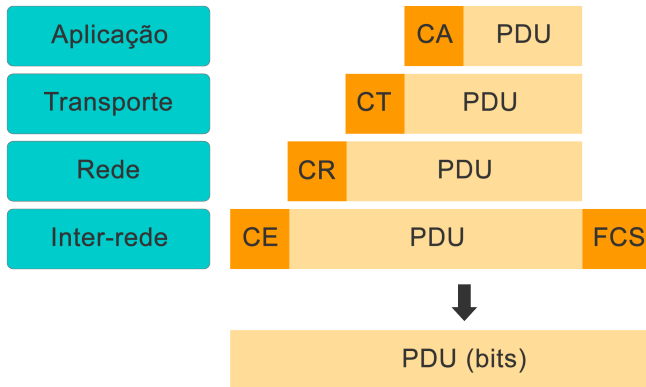 Aplicação CA PDU
Transporte CT PDU
Rede CR PDU
Inter-rede CE PDU FCS
PDU (bits)